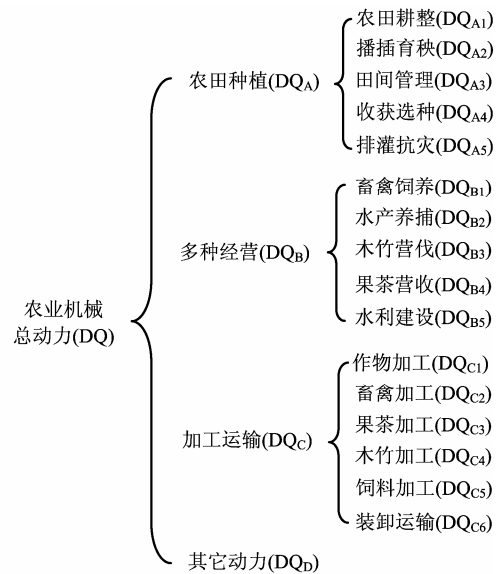 农业机械
总动力(DQ)
农田种植(DQA)
农田耕整(DQA1)
播插育秧(DQA2)
田间管理(DQA3)
收获选种(DQA4)
排灌抗灾(DQA5)
多种经营(DQB)
畜禽饲养(DQB1)
水产养捕(DQB2)
木竹营伐(DQB3)
果茶营收(DQB4)
水利建设(DQB5)
加工运输(DQC)
作物加工(DQC1)
畜禽加工(DQC2)
果茶加工(DQC3)
木竹加工(DQC4)
饲料加工(DQC5)
装卸运输(DQC6)
其它动力(DQD)